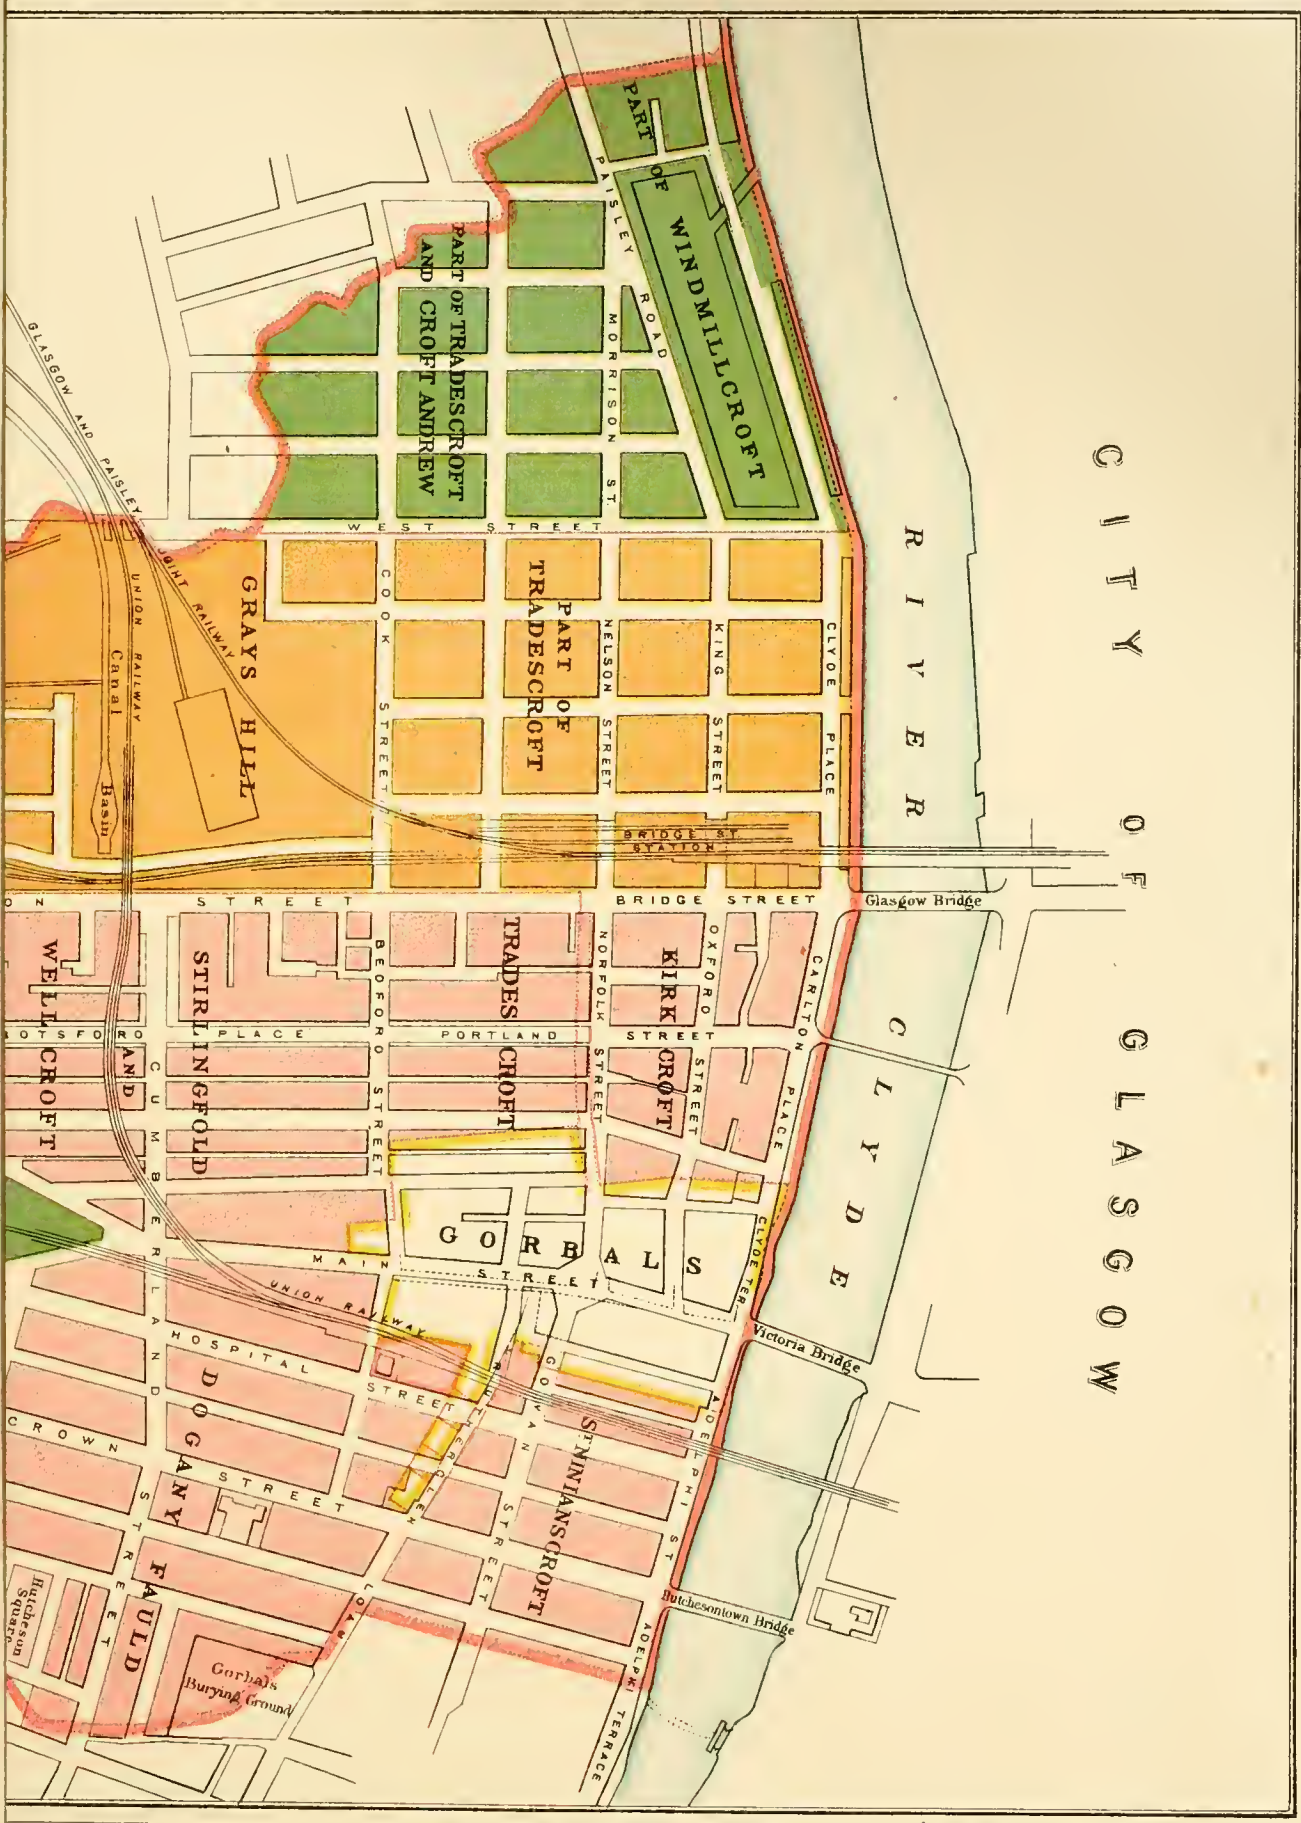 CITY OF GLASGOW
RIVER CLYDE
Glasgow Bridge
Victoria Bridge
Hutchesontown Bridge
PART OF WINDMILLCROFT
PAISLEY ROAD
MORRISON ST.
PART OF TRADESCROFT
AND CROFT ANDREW
WEST STREET
GLASGOW AND PAISLEY JOINT RAILWAY
UNION RAILWAY
Canal
Basin
GRAYS HILL
COOK STREET
PART OF
TRADESCROFT
NELSON STREET
KING STREET
CLYDE PLACE
BRIDGE ST.
STATION
BRIDGE STREET
STREET
CARLTON PLACE
OXFORD STREET
KIRK CROFT
NORFOLK STREET
TRADES CROFT
PORTLAND STREET
BEDFORD STREET
STIRLINGFOLD
AND
WELL CROFT
PLACE
CUMBERLAND STREET
GORBALS
MAIN STREET
CLYDE TER.
UNION RAILWAY
HOSPITAL STREET
RUTHERGLEN LOAN
GOVAN STREET
ADELPHI ST
ST NINIANSCROFT
CROWN STREET
DOGANY FAULD
Hutcheson
Square
Gorbals
Burying Ground
ADELPHI TERRACE